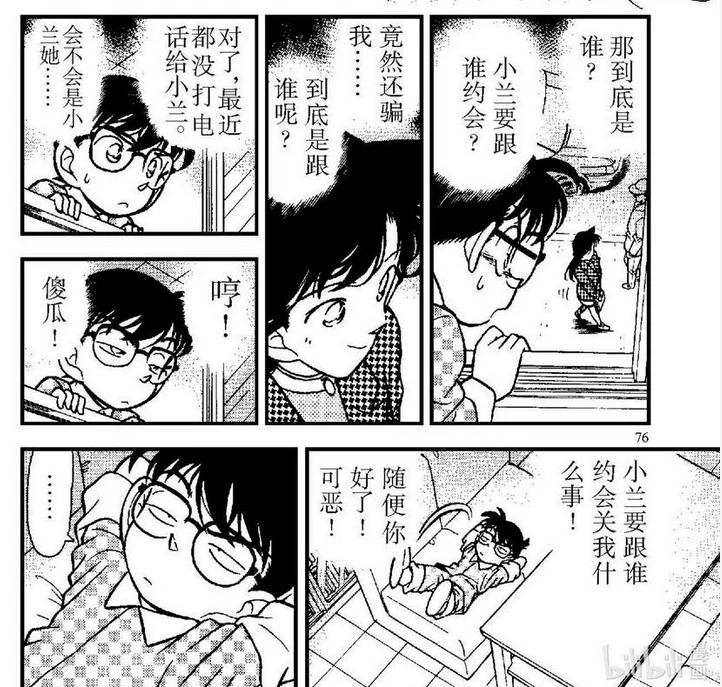 那到底是
谁？
小兰要跟
谁约会？
竟然还骗
我……
到底是跟
谁呢？
对了，最近
都没打电
话给小兰。
会不会是小
兰她……
哼！
傻瓜！
76
小兰要跟谁
约会关我什
么事！
随便你
好了！
可恶！
……
bilibili